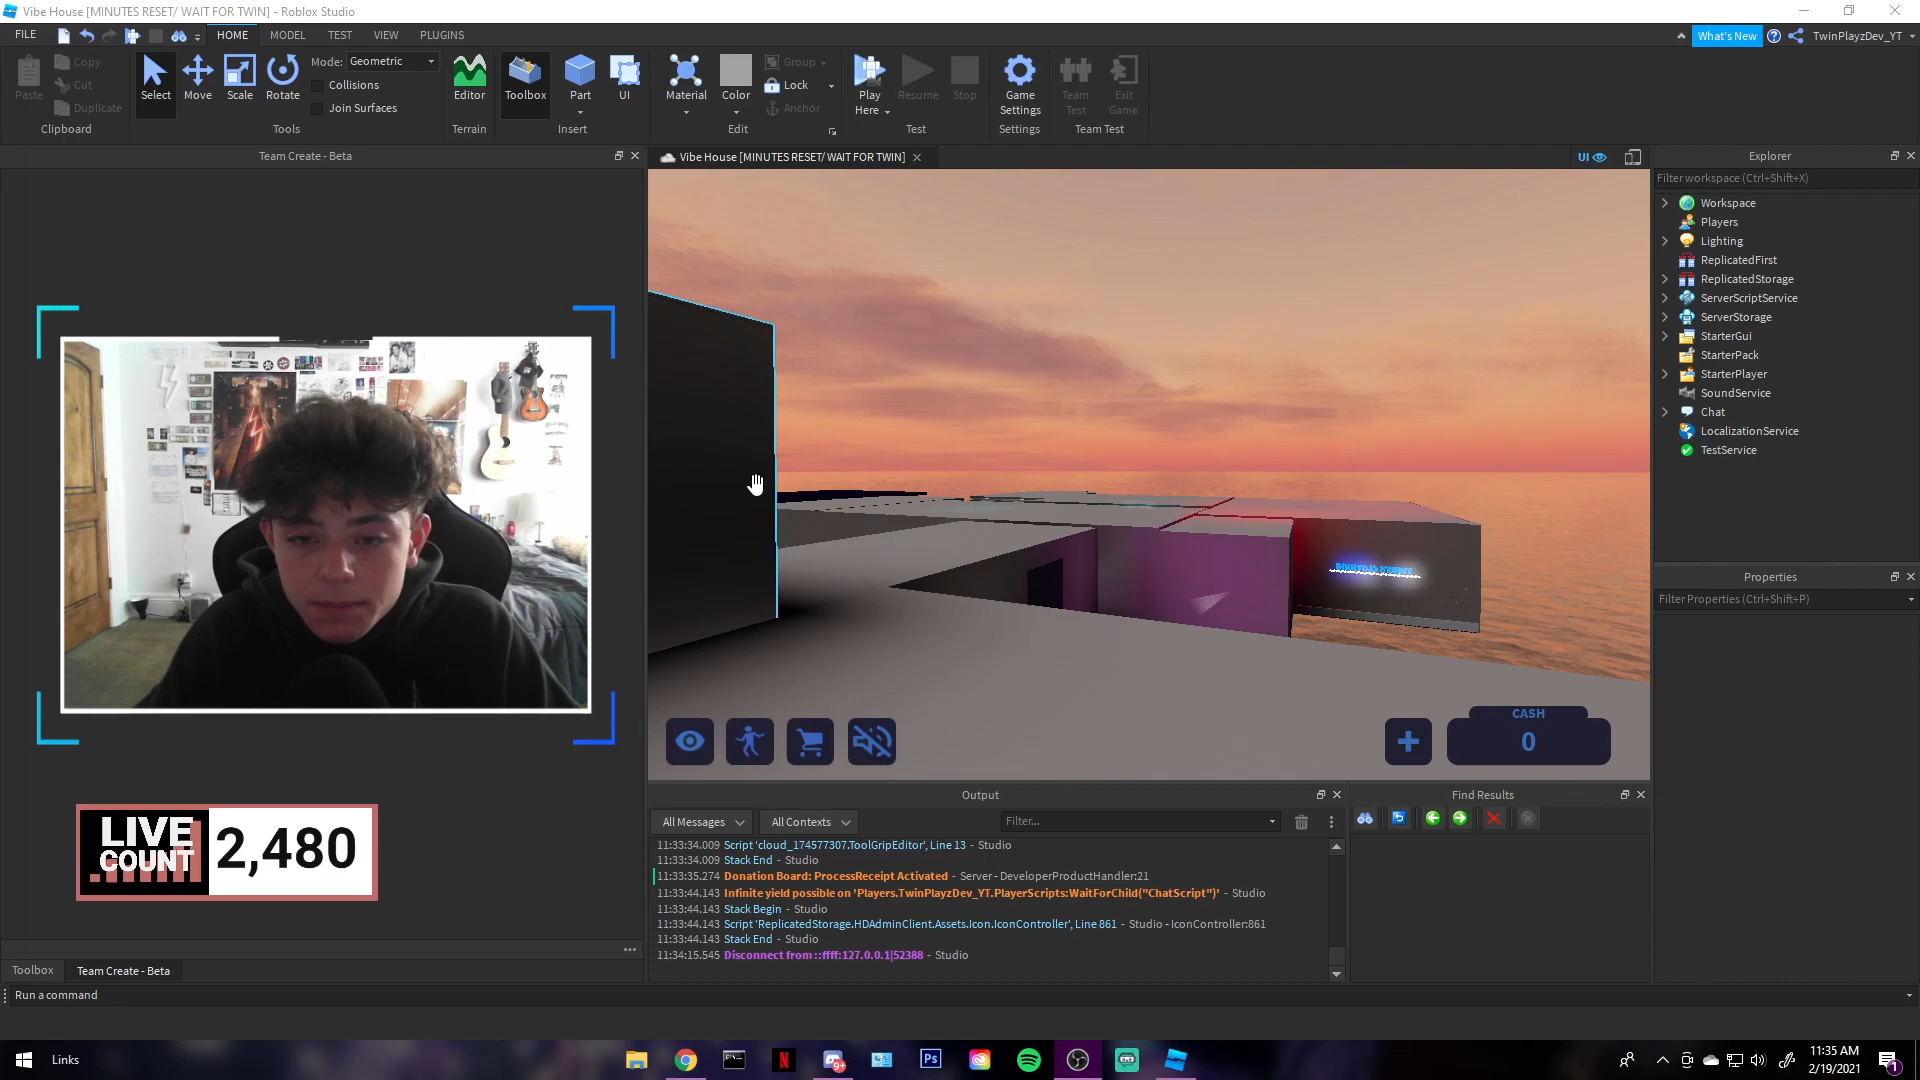 Vibe House [MINUTES RESET/ WAIT FOR TWIN] - Roblox Studio
FILE
HOME
MODEL
TEST
VIEW
PLUGINS
What's New
TwinPlayzDev_YT
Paste
Copy
Cut
Duplicate
Clipboard
Select
Move
Scale
Rotate
Mode: Geometric
Collisions
Join Surfaces
Tools
Editor
Terrain
Toolbox
Part
UI
Insert
Material
Color
Group
Lock
Anchor
Edit
Play
Here
Resume
Stop
Test
Game
Settings
Settings
Team
Test
Exit
Game
Team Test
Team Create - Beta
Vibe House [MINUTES RESET/ WAIT FOR TWIN]
UI
Explorer
Filter workspace (Ctrl+Shift+X)
Workspace
Players
Lighting
ReplicatedFirst
ReplicatedStorage
ServerScriptService
ServerStorage
StarterGui
StarterPack
StarterPlayer
SoundService
Chat
LocalizationService
TestService
Properties
Filter Properties (Ctrl+Shift+P)
CASH
0
LIVE
COUNT
2,480
Output
All Messages
All Contexts
Filter...
11:33:34.009 Script 'cloud_174577307.ToolGripEditor', Line 13 - Studio
11:33:34.009 Stack End - Studio
11:33:35.274 Donation Board: ProcessReceipt Activated - Server - DeveloperProductHandler:21
11:33:44.143 Infinite yield possible on 'Players.TwinPlayzDev_YT.PlayerScripts:WaitForChild("ChatScript")' - Studio
11:33:44.143 Stack Begin - Studio
11:33:44.143 Script 'ReplicatedStorage.HDAdminClient.Assets.Icon.IconController', Line 861 - Studio - IconController:861
11:33:44.143 Stack End - Studio
11:34:15.545 Disconnect from ::ffff:127.0.0.1|52388 - Studio
Find Results
Toolbox
Team Create - Beta
Run a command
Links
N
9+
Ps
11:35 AM
2/19/2021
1